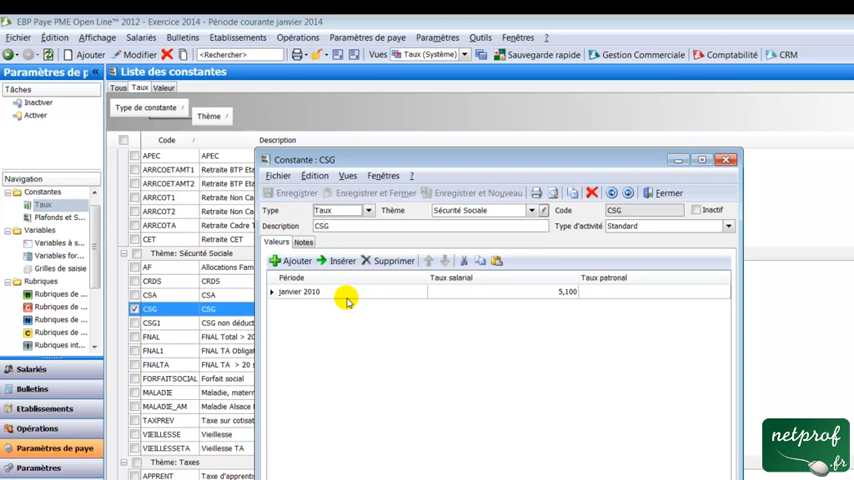 EBP Paye PME Open Line™ 2012 - Exercice 2014 - Période courante janvier 2014
Fichier Édition Affichage Salariés Bulletins Etablissements Opérations Paramètres de paye Paramètres Outils Fenêtres ?
Ajouter Modifier <Rechercher> Vues Taux (Système) Sauvegarde rapide Gestion Commerciale Comptabilité CRM
Paramètres de p « Liste des constantes
Tâches
Inactiver
Activer
Navigation
Constantes
Taux
Plafonds et S...
Variables
Variables à s...
Grilles de saisie
Rubriques
Rubriques de ...
Rubriques de ...
Rubriques de ...
Rubriques de ...
Rubriques int...
Salariés
Bulletins
Etablissements
Opérations
Paramètres de paye
Paramètres
Tous Taux Valeur
Type de constante
Thème
Code Description
APEC APEC
ARRCOETAMT1 Retraite BTP Eta
ARRCOETAMT2 Retraite BTP Eta
ARRCOT1 Retraite Non Ca
ARRCOT2 Retraite Non Ca
ARRCOT2 Retraite Cadre T
CET Retraite CET
Thème: Sécurité Sociale
AF Allocations Fam
CRDS CRDS
CSA CSA
CSG CSG
CSG1 CSG non déduct
FNAL FNAL Total > 20
FNAL1 FNAL TA Obliga
FNALTA FNAL TA > 20 s
FORFAITSOCIAL Forfait social
MALADIE Maladie, matern
MALADIE_AM Maladie Alsace
TAXPREV Taxe sur cotisat
VIEILLESSE Vieillesse
VIEILLESSETA Vieillesse TA
Thème: Taxes
APPRENT Taxe d'apprenti
Constante : CSG
Fichier Édition Vues Fenêtres ?
Enregistrer Enregistrer et Fermer Enregistrer et Nouveau Fermer
Type Taux Thème Sécurité Sociale Code CSG Inactif
Description CSG Type d'activité Standard
Valeurs Notes
Ajouter Insérer Supprimer
Période Taux salarial Taux patronal
janvier 2010 5,100
netprof
.fr